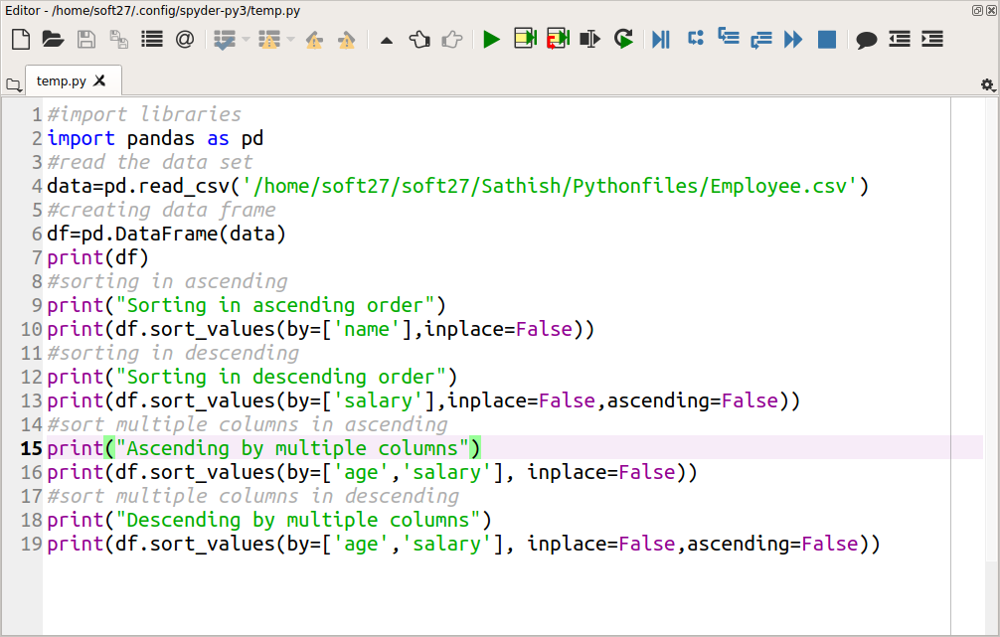 Editor - /home/soft27/.config/spyder-py3/temp.py
temp.py
1 #import libraries
2 import pandas as pd
3 #read the data set
4 data=pd.read_csv('/home/soft27/soft27/Sathish/Pythonfiles/Employee.csv')
5 #creating data frame
6 df=pd.DataFrame(data)
7 print(df)
8 #sorting in ascending
9 print("Sorting in ascending order")
10 print(df.sort_values(by=['name'],inplace=False))
11 #sorting in descending
12 print("Sorting in descending order")
13 print(df.sort_values(by=['salary'],inplace=False,ascending=False))
14 #sort multiple columns in ascending
15 print("Ascending by multiple columns")
16 print(df.sort_values(by=['age','salary'], inplace=False))
17 #sort multiple columns in descending
18 print("Descending by multiple columns")
19 print(df.sort_values(by=['age','salary'], inplace=False,ascending=False))